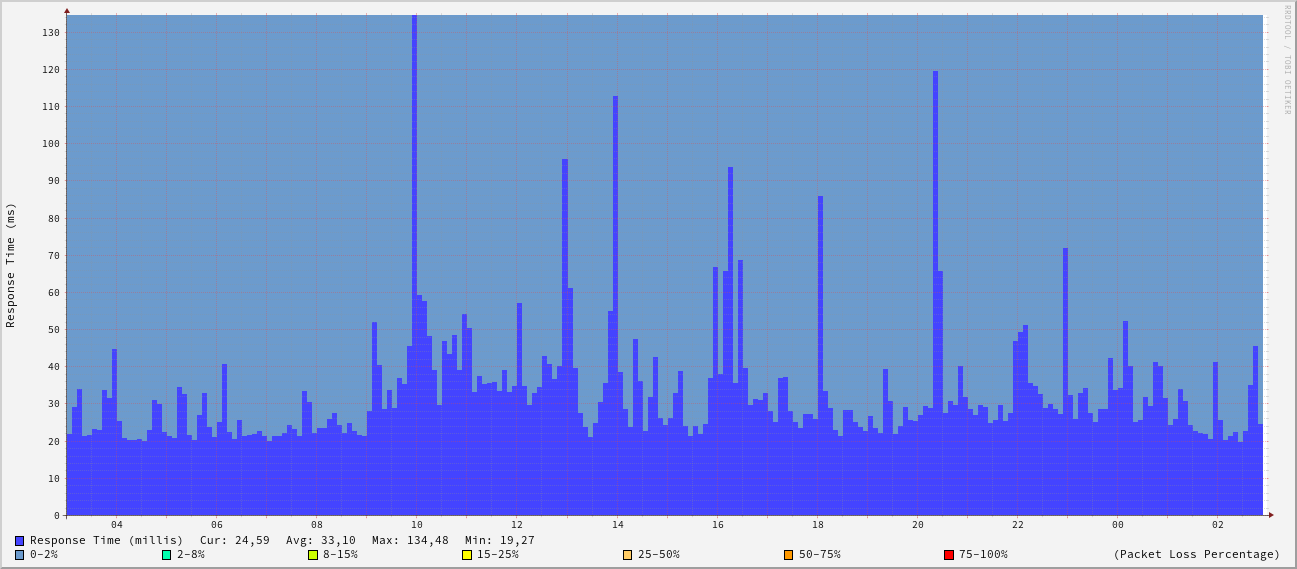 RRDTOOL / TOBI OETIKER
Response Time (ms)
130
120
110
100
90
80
70
60
50
40
30
20
10
0
04 06 08 10 12 14 16 18 20 22 00 02
Response Time (millis) Cur: 24,59 Avg: 33,10 Max: 134,48 Min: 19,27
0-2% 2-8% 8-15% 15-25% 25-50% 50-75% 75-100% (Packet Loss Percentage)